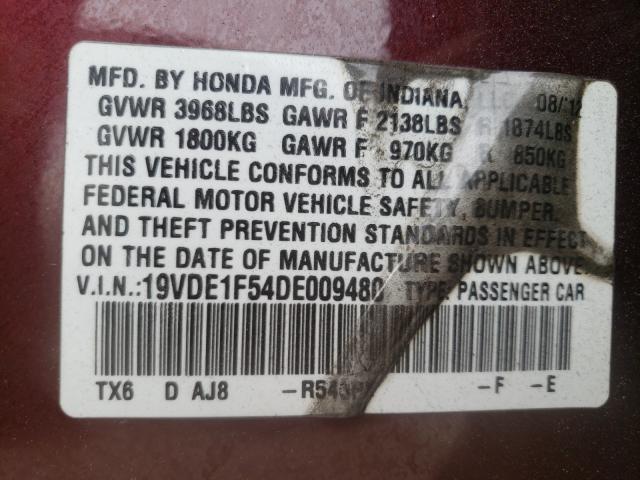 MFD. BY HONDA MFG. OF INDIANA, LLC 08/12
GVWR 3968LBS GAWR F 2138LBS R 1874LBS
GVWR 1800KG GAWR F 970KG R 850KG
THIS VEHICLE CONFORMS TO ALL APPLICABLE
FEDERAL MOTOR VEHICLE SAFETY, BUMPER,
AND THEFT PREVENTION STANDARDS IN EFFECT
ON THE DATE OF MANUFACTURE SHOWN ABOVE.
V.I.N.:19VDE1F54DE009480 TYPE: PASSENGER CAR
TX6 D AJ8 -F -E